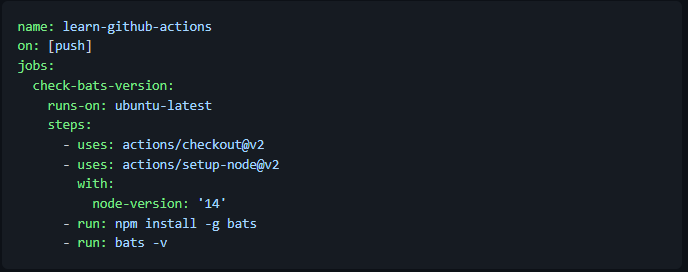 name: learn-github-actions
on: [push]
jobs:
  check-bats-version:
    runs-on: ubuntu-latest
    steps:
      - uses: actions/checkout@v2
      - uses: actions/setup-node@v2
        with:
          node-version: '14'
      - run: npm install -g bats
      - run: bats -v